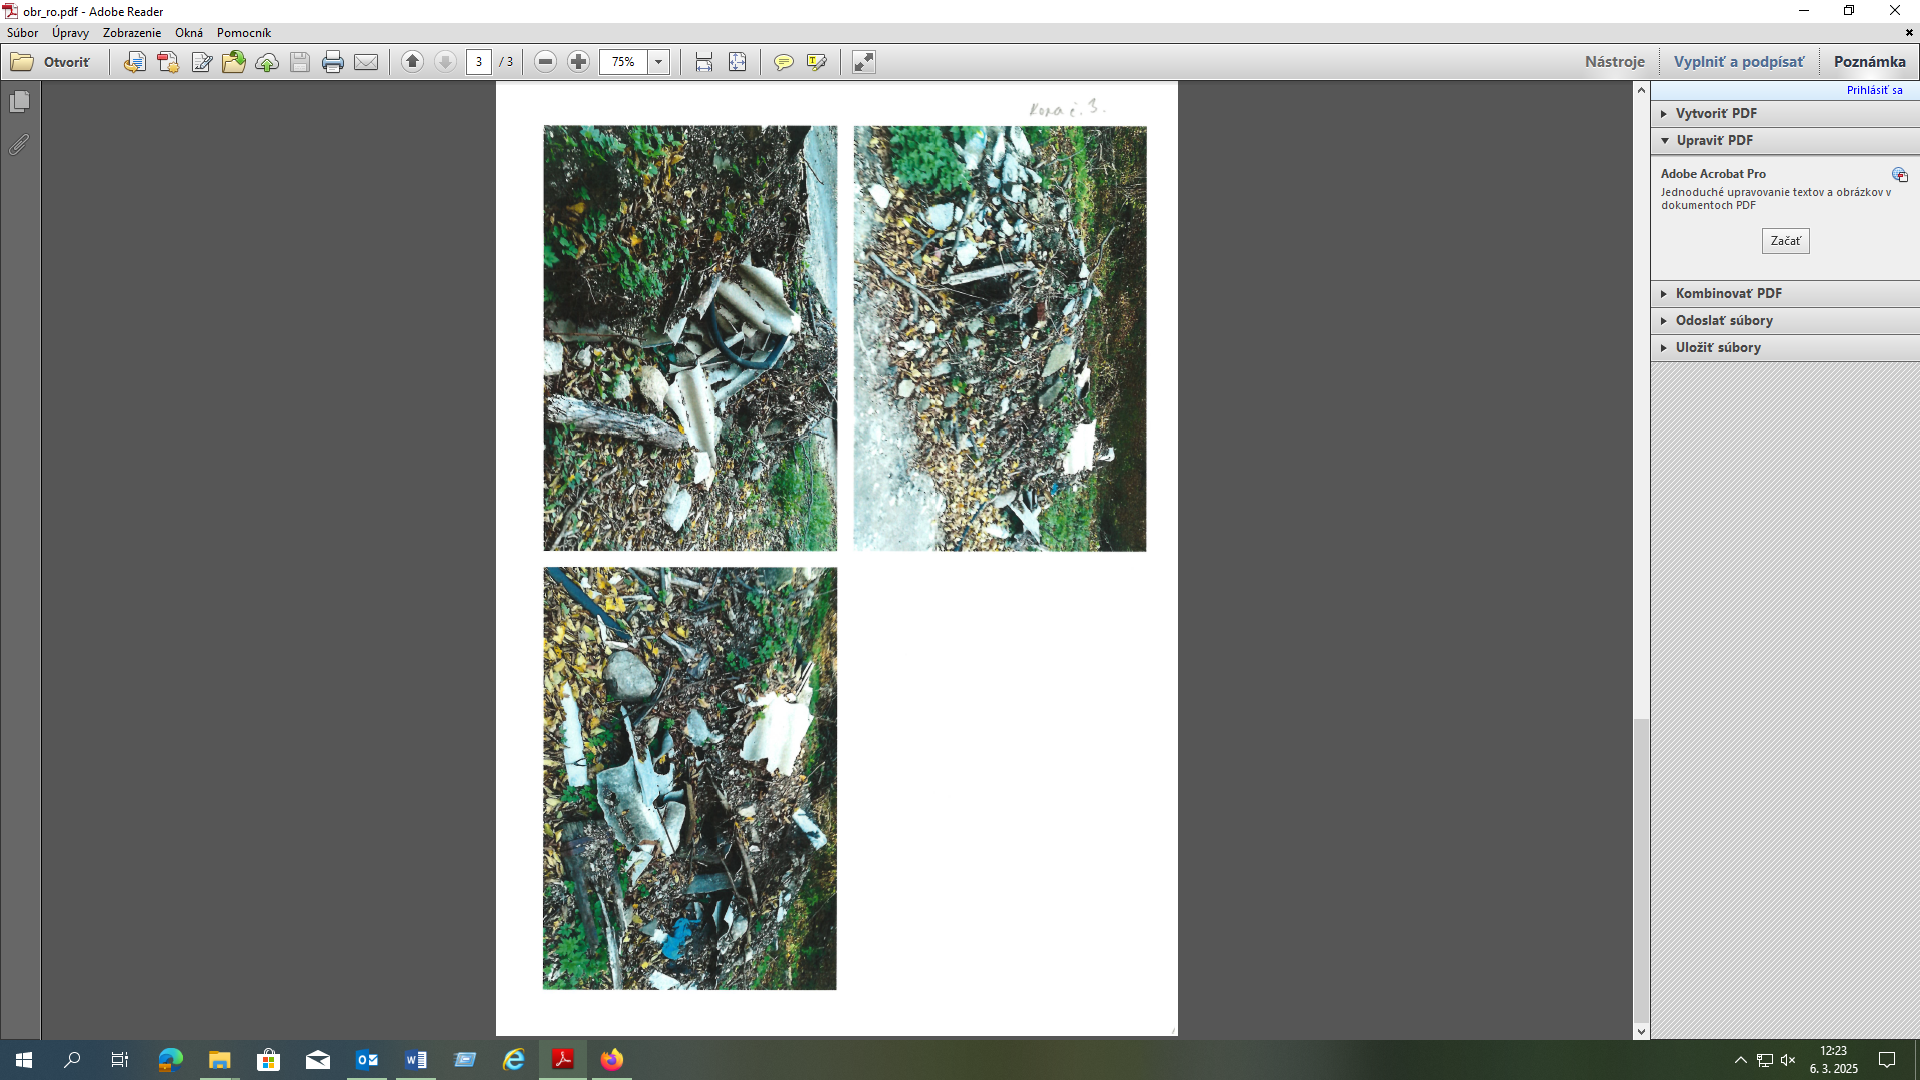 obr_ro.pdf - Adobe Reader
Súbor Úpravy Zobrazenie Okná Pomocník
Otvoriť 3 / 3 75% Nástroje Vyplniť a podpísať Poznámka
Prihlásiť sa
Vytvoriť PDF
Upraviť PDF
Adobe Acrobat Pro
Jednoduché upravovanie textov a obrázkov v
dokumentoch PDF
Začať
Kombinovať PDF
Odoslať súbory
Uložiť súbory
č. 3.
12:23
6. 3. 2025